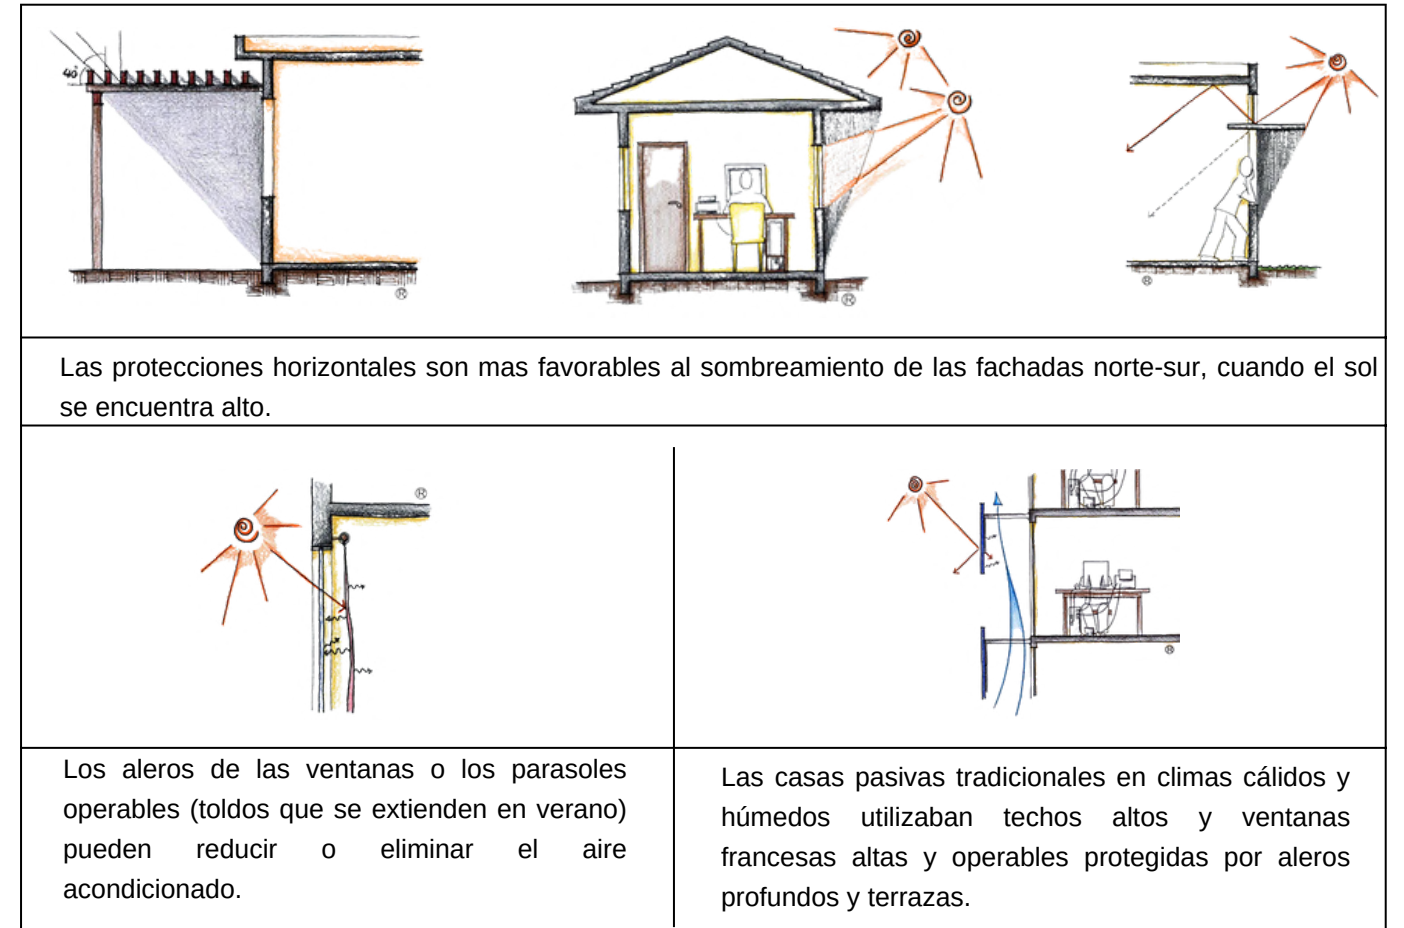 40°
®
®
®
Las protecciones horizontales son mas favorables al sombreamiento de las fachadas norte-sur, cuando el sol
se encuentra alto.
®
®
Los aleros de las ventanas o los parasoles
operables (toldos que se extienden en verano)
pueden reducir o eliminar el aire
acondicionado.
Las casas pasivas tradicionales en climas cálidos y
húmedos utilizaban techos altos y ventanas
francesas altas y operables protegidas por aleros
profundos y terrazas.